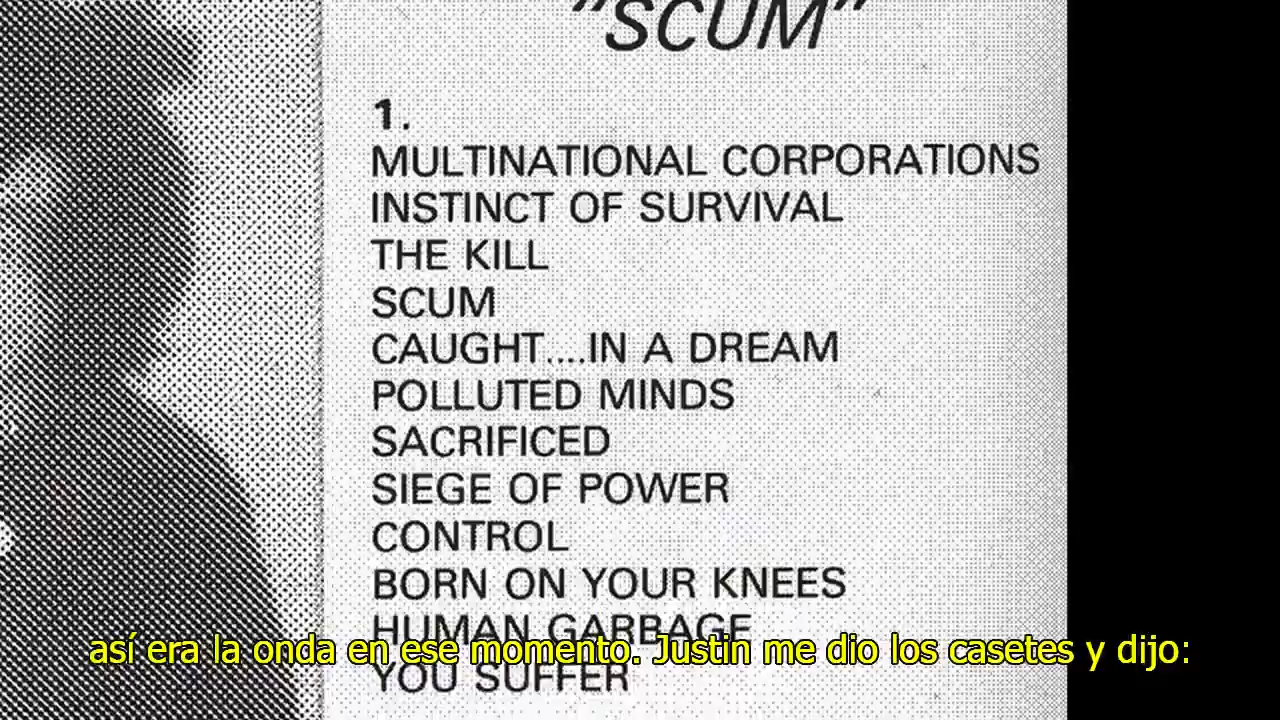 "SCUM"
1.
MULTINATIONAL CORPORATIONS
INSTINCT OF SURVIVAL
THE KILL
SCUM
CAUGHT....IN A DREAM
POLLUTED MINDS
SACRIFICED
SIEGE OF POWER
CONTROL
BORN ON YOUR KNEES
HUMAN GARBAGE
así era la onda en ese momento. Justin me dio los casetes y dijo:
YOU SUFFER